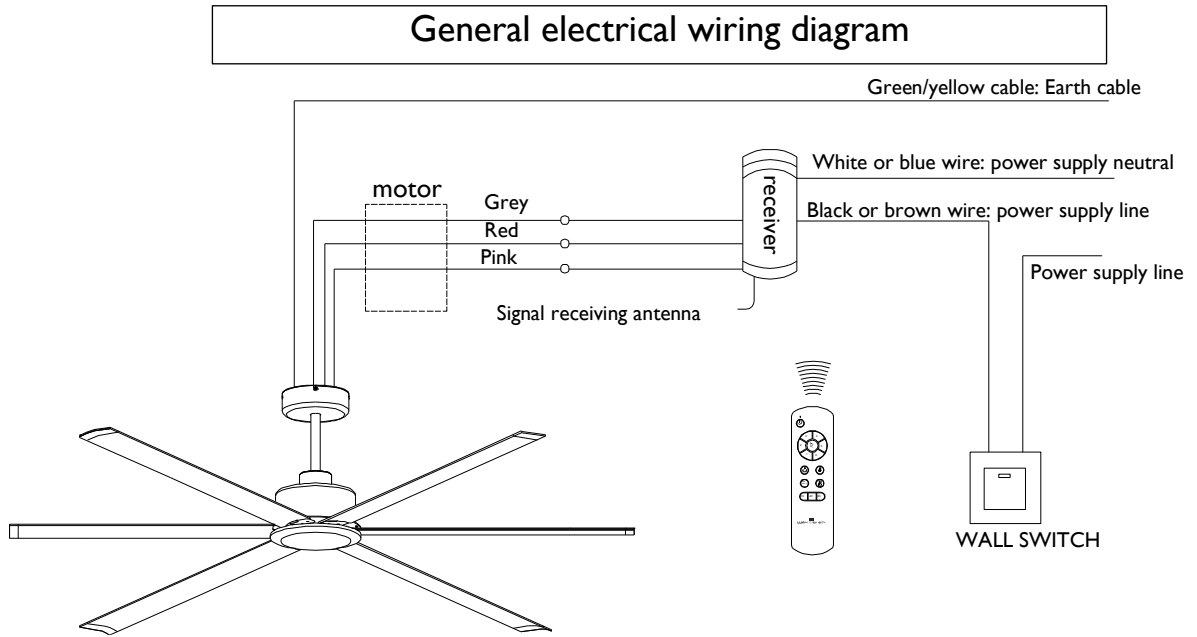 General electrical wiring diagram
Green/yellow cable: Earth cable
White or blue wire: power supply neutral
motor
receiver
Grey
Black or brown wire: power supply line
Red
Pink
Power supply line
Signal receiving antenna
WALL SWITCH